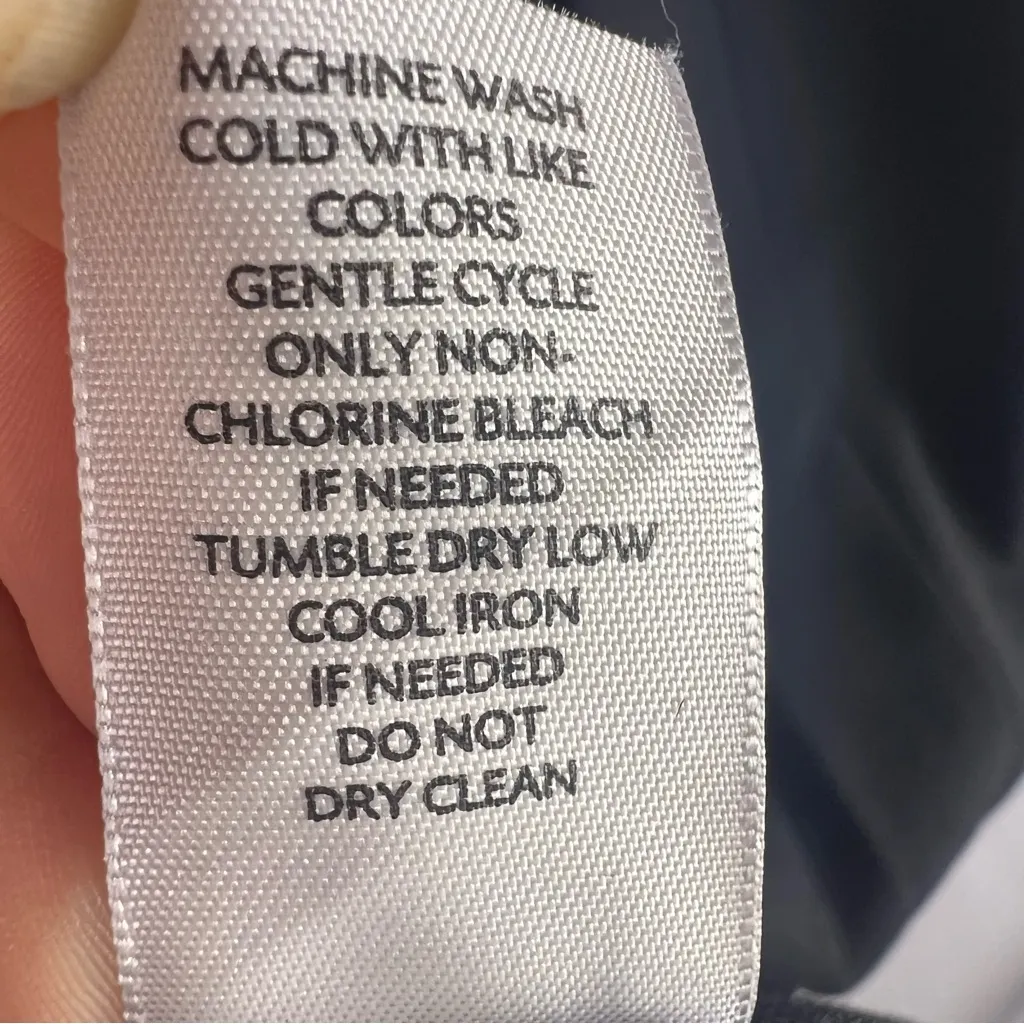 MACHINE WASH
COLD WITH LIKE
COLORS
GENTLE CYCLE
ONLY NON-
CHLORINE BLEACH
IF NEEDED
TUMBLE DRY LOW
COOL IRON
IF NEEDED
DO NOT
DRY CLEAN